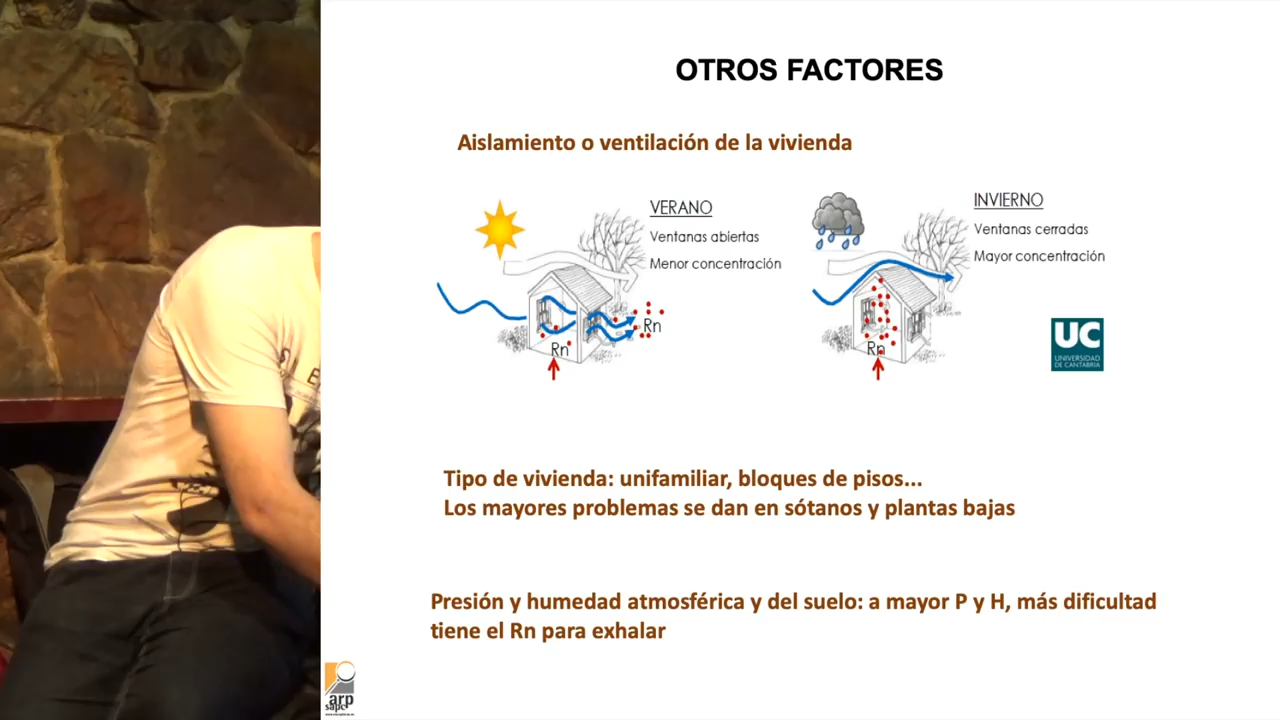 OTROS FACTORES
Aislamiento o ventilación de la vivienda
VERANO
Ventanas abiertas
Menor concentración
Rn
Rn
INVIERNO
Ventanas cerradas
Mayor concentración
Rn
UC
UNIVERSIDAD
DE CANTABRIA
Tipo de vivienda: unifamiliar, bloques de pisos...
Los mayores problemas se dan en sótanos y plantas bajas
Presión y humedad atmosférica y del suelo: a mayor P y H, más dificultad
tiene el Rn para exhalar
arp
sapc